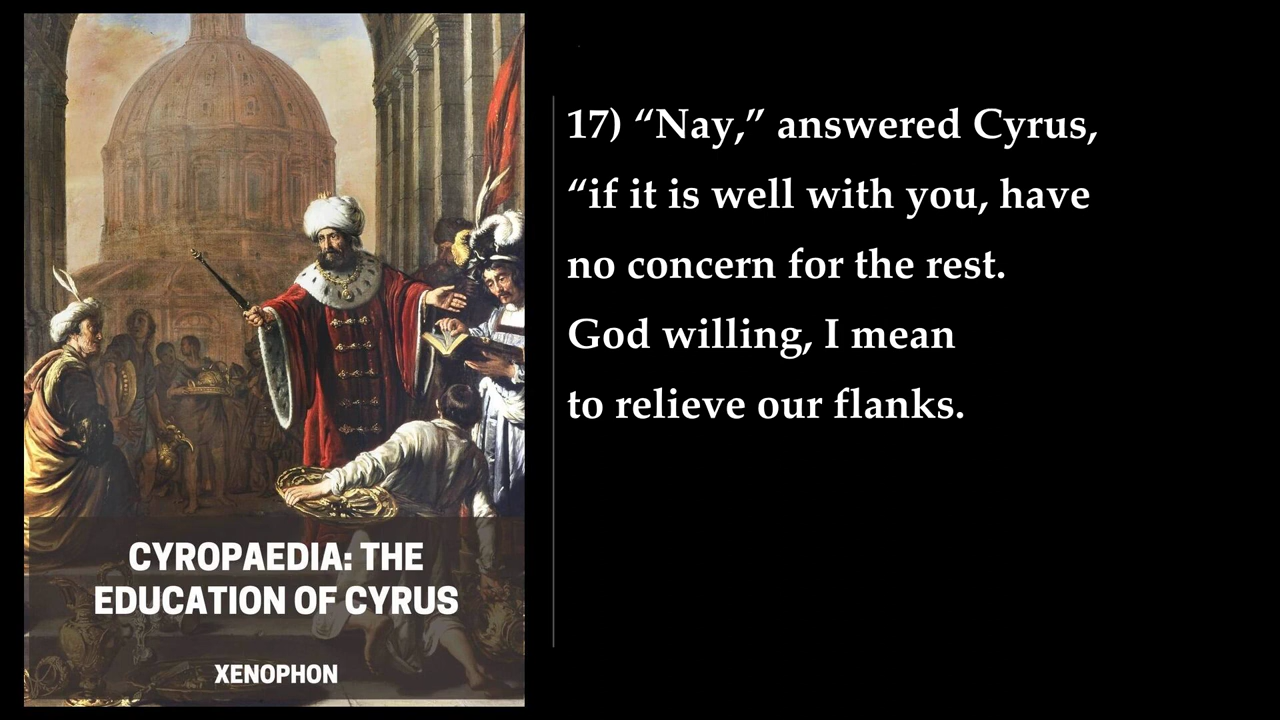 17) “Nay,” answered Cyrus,
“if it is well with you, have
no concern for the rest.
God willing, I mean
to relieve our flanks.
CYROPAEDIA: THE
EDUCATION OF CYRUS
XENOPHON